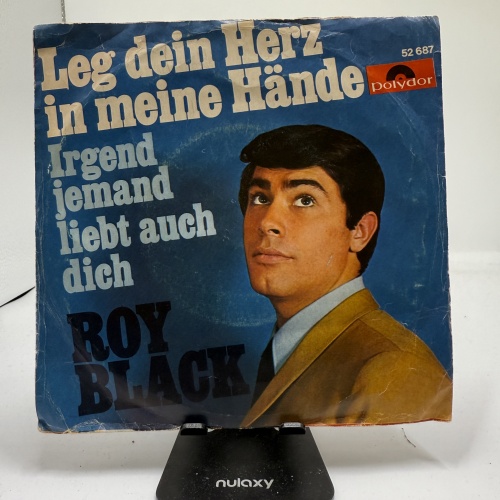 Leg dein Herz
in meine Hände
52 687
polydor
Irgend
jemand
liebt auch
dich
ROY
BLACK
nulaxy